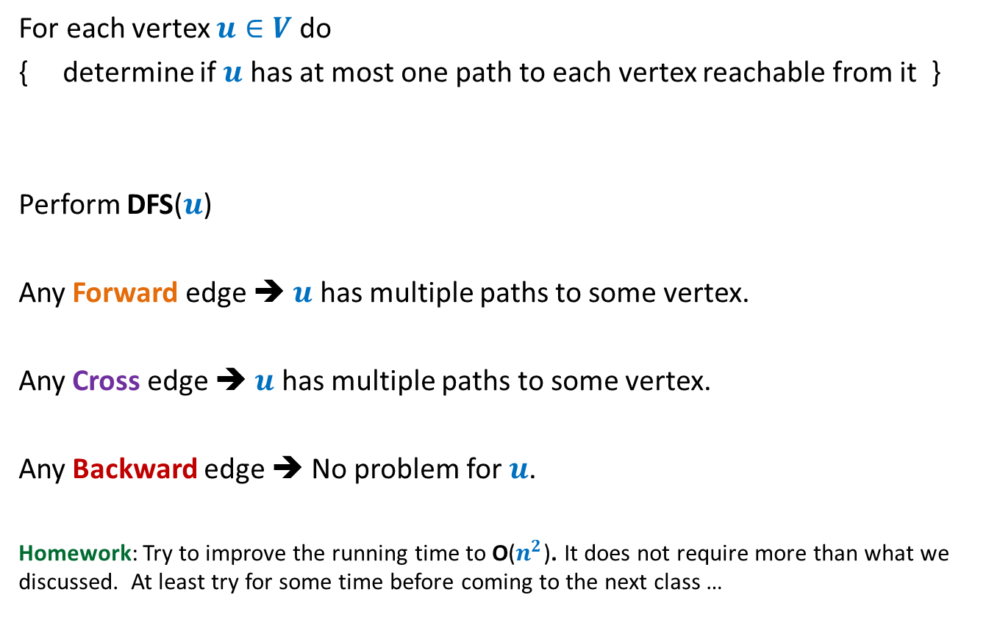 For each vertex u ∈ V do
{ determine if u has at most one path to each vertex reachable from it }
Perform DFS(u)
Any Forward edge ➔ u has multiple paths to some vertex.
Any Cross edge ➔ u has multiple paths to some vertex.
Any Backward edge ➔ No problem for u.
Homework: Try to improve the running time to O(n²). It does not require more than what we
discussed. At least try for some time before coming to the next class ...